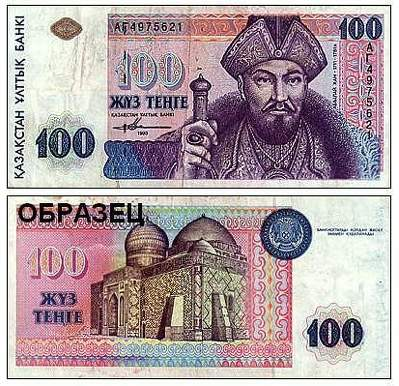 ҚАЗАҚСТАН ҰЛТТЫҚ БАНКІ
АГ4975621
100
100
ЖҮЗ ТЕҢГЕ
ҚАЗАҚСТАН ҰЛТТЫҚ БАНКІ
1993
100
АГ4975621
ОБРАЗЕЦ
100
ЖҮЗ
ТЕҢГЕ
100